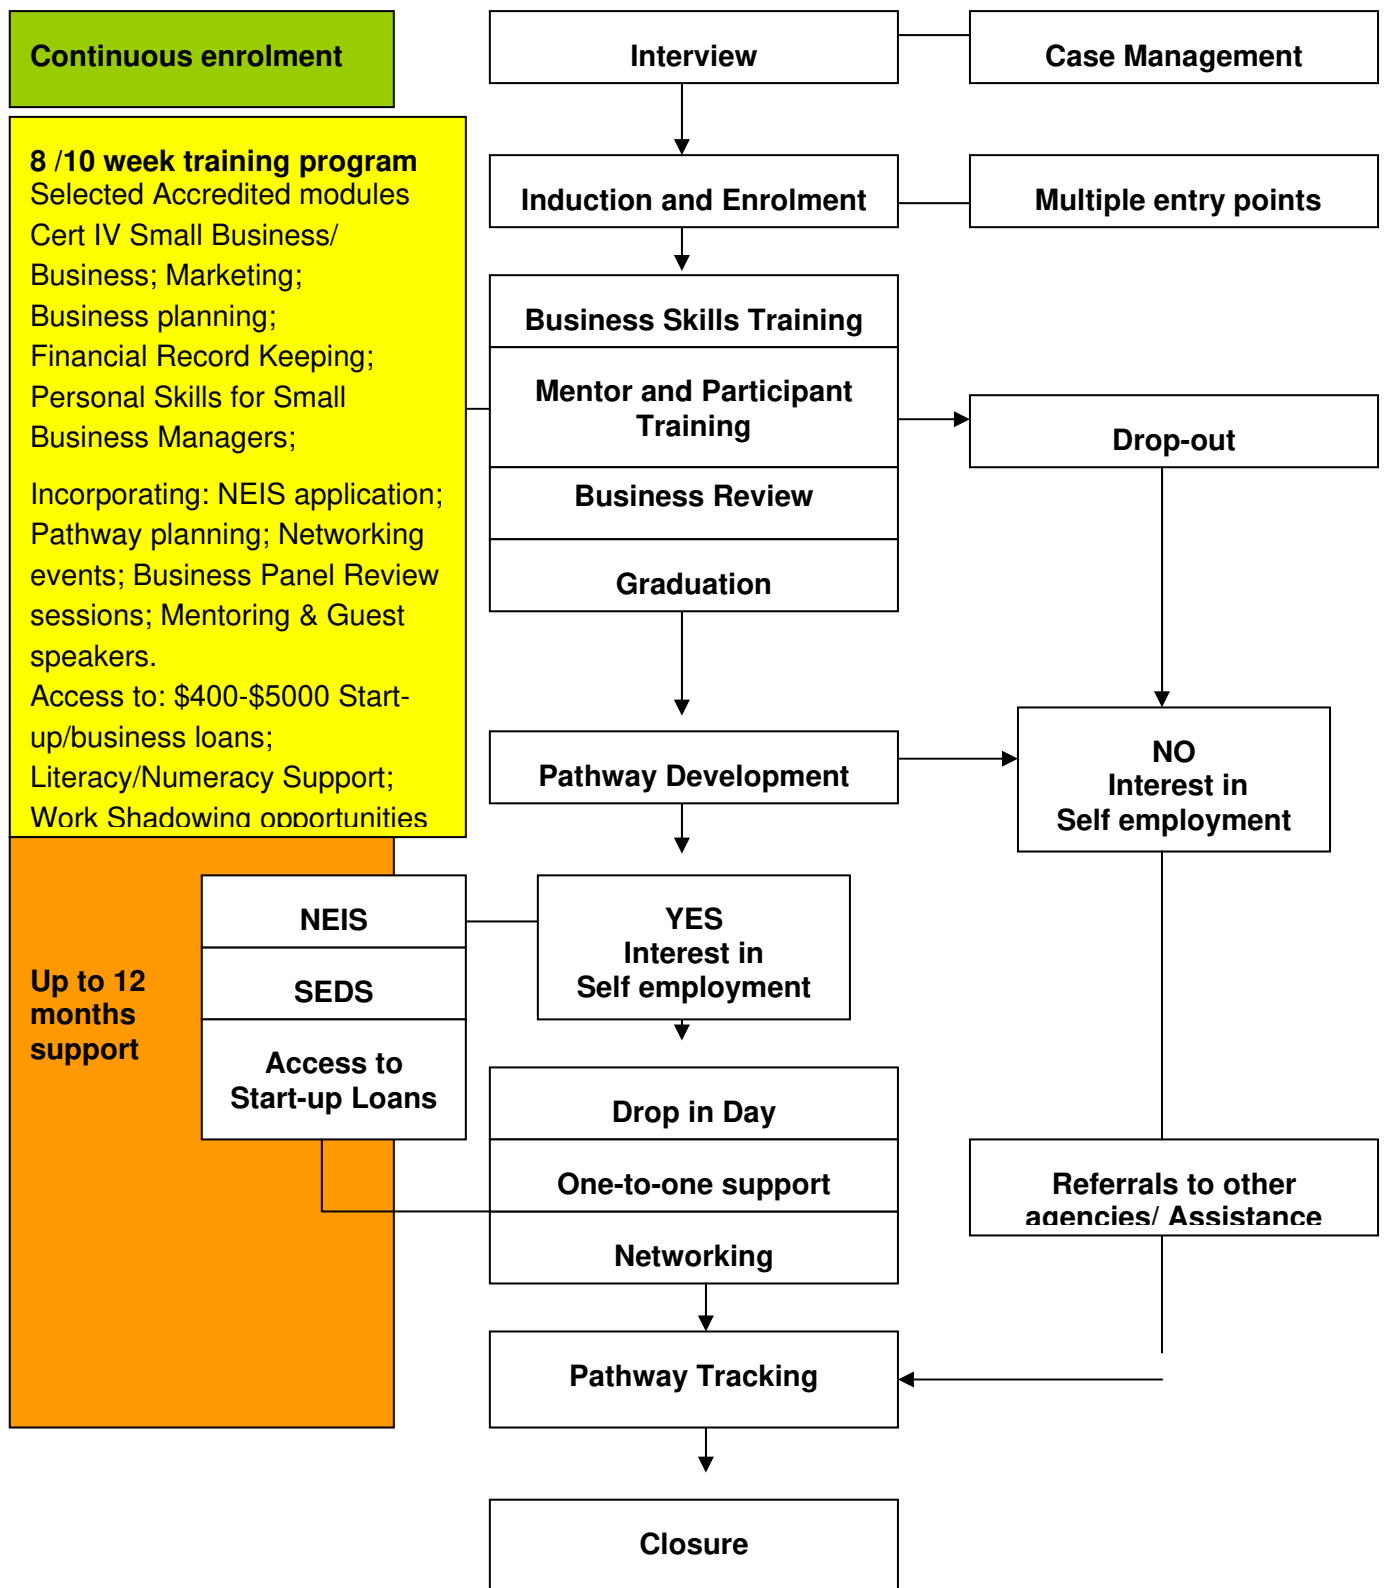 Continuous enrolment
Interview
Case Management
8 /10 week training program
Selected Accredited modules
Cert IV Small Business/
Business; Marketing;
Business planning;
Financial Record Keeping;
Personal Skills for Small
Business Managers;
Incorporating: NEIS application;
Pathway planning; Networking
events; Business Panel Review
sessions; Mentoring & Guest
speakers.
Access to: $400-$5000 Start-
up/business loans;
Literacy/Numeracy Support;
Work Shadowing opportunities
Induction and Enrolment
Multiple entry points
Business Skills Training
Mentor and Participant
Training
Business Review
Graduation
Drop-out
Pathway Development
NO
Interest in
Self employment
YES
Interest in
Self employment
NEIS
SEDS
Access to
Start-up Loans
Up to 12
months
support
Drop in Day
One-to-one support
Networking
Referrals to other
agencies/ Assistance
Pathway Tracking
Closure